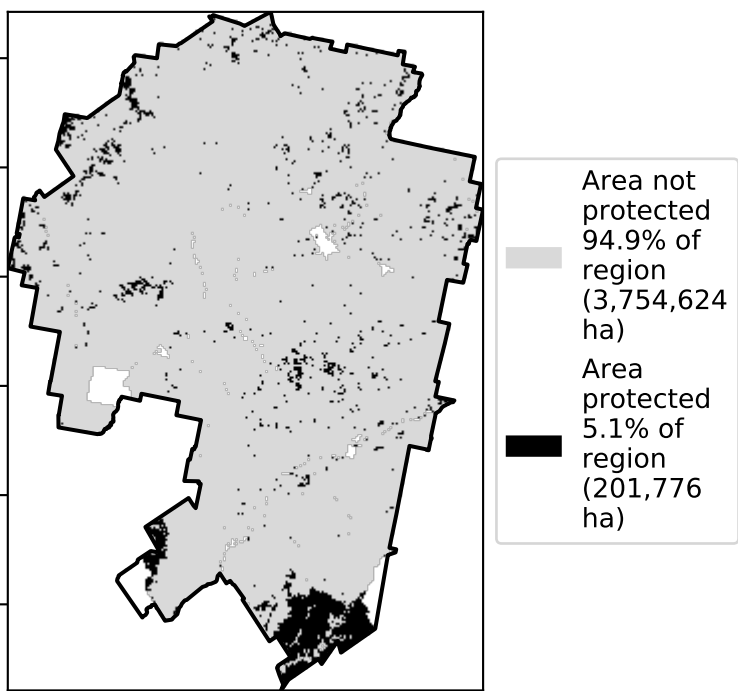 Area not
protected
94.9% of
region
(3,754,624
ha)
Area
protected
5.1% of
region
(201,776
ha)